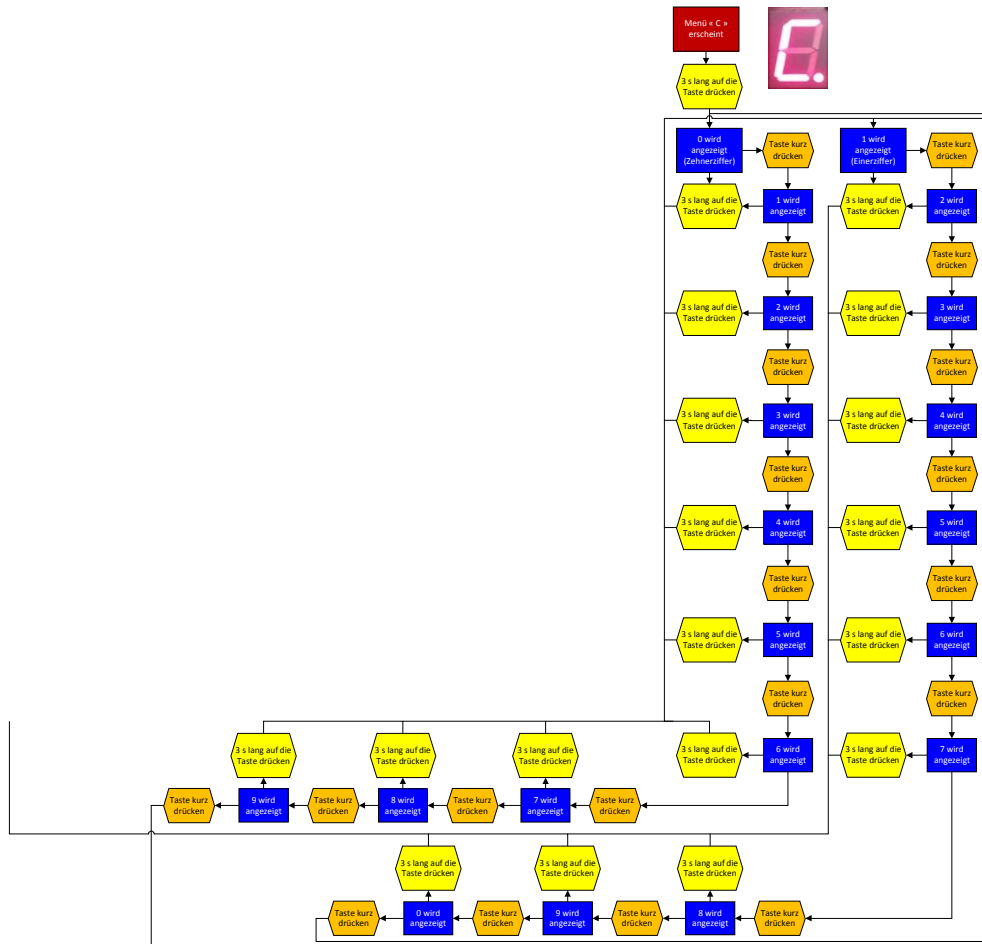 Menü « C »
erscheint
3 s lang auf die
Taste drücken
0 wird
angezeigt
(Zehnerziffer)
Taste kurz
drücken
1 wird
angezeigt
(Einerziffer)
Taste kurz
drücken
3 s lang auf die
Taste drücken
1 wird
angezeigt
3 s lang auf die
Taste drücken
2 wird
angezeigt
Taste kurz
drücken
Taste kurz
drücken
3 s lang auf die
Taste drücken
2 wird
angezeigt
3 s lang auf die
Taste drücken
3 wird
angezeigt
Taste kurz
drücken
Taste kurz
drücken
3 s lang auf die
Taste drücken
3 wird
angezeigt
3 s lang auf die
Taste drücken
4 wird
angezeigt
Taste kurz
drücken
Taste kurz
drücken
3 s lang auf die
Taste drücken
4 wird
angezeigt
3 s lang auf die
Taste drücken
5 wird
angezeigt
Taste kurz
drücken
Taste kurz
drücken
3 s lang auf die
Taste drücken
5 wird
angezeigt
3 s lang auf die
Taste drücken
6 wird
angezeigt
Taste kurz
drücken
Taste kurz
drücken
3 s lang auf die
Taste drücken
3 s lang auf die
Taste drücken
3 s lang auf die
Taste drücken
3 s lang auf die
Taste drücken
6 wird
angezeigt
3 s lang auf die
Taste drücken
7 wird
angezeigt
Taste kurz
drücken
9 wird
angezeigt
Taste kurz
drücken
8 wird
angezeigt
Taste kurz
drücken
7 wird
angezeigt
Taste kurz
drücken
3 s lang auf die
Taste drücken
3 s lang auf die
Taste drücken
3 s lang auf die
Taste drücken
Taste kurz
drücken
0 wird
angezeigt
Taste kurz
drücken
9 wird
angezeigt
Taste kurz
drücken
8 wird
angezeigt
Taste kurz
drücken